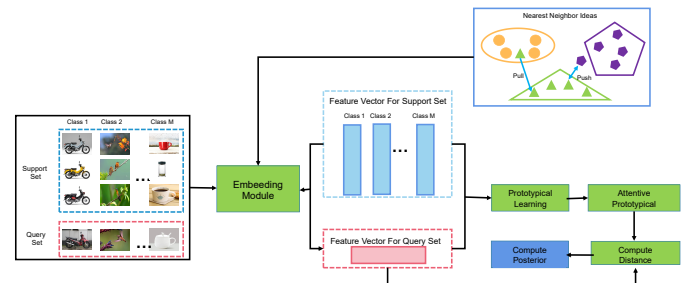 Nearest Neighbor Ideas
Pull
Push
Class 1 Class 2 Class M
Support
Set
...
Query
Set
...
Embeeding
Module
Feature Vector For Support Set
Class 1 Class 2 Class M
...
Feature Vector For Query Set
Prototypical
Learning
Attentive
Prototypical
Compute
Posterior
Compute
Distance